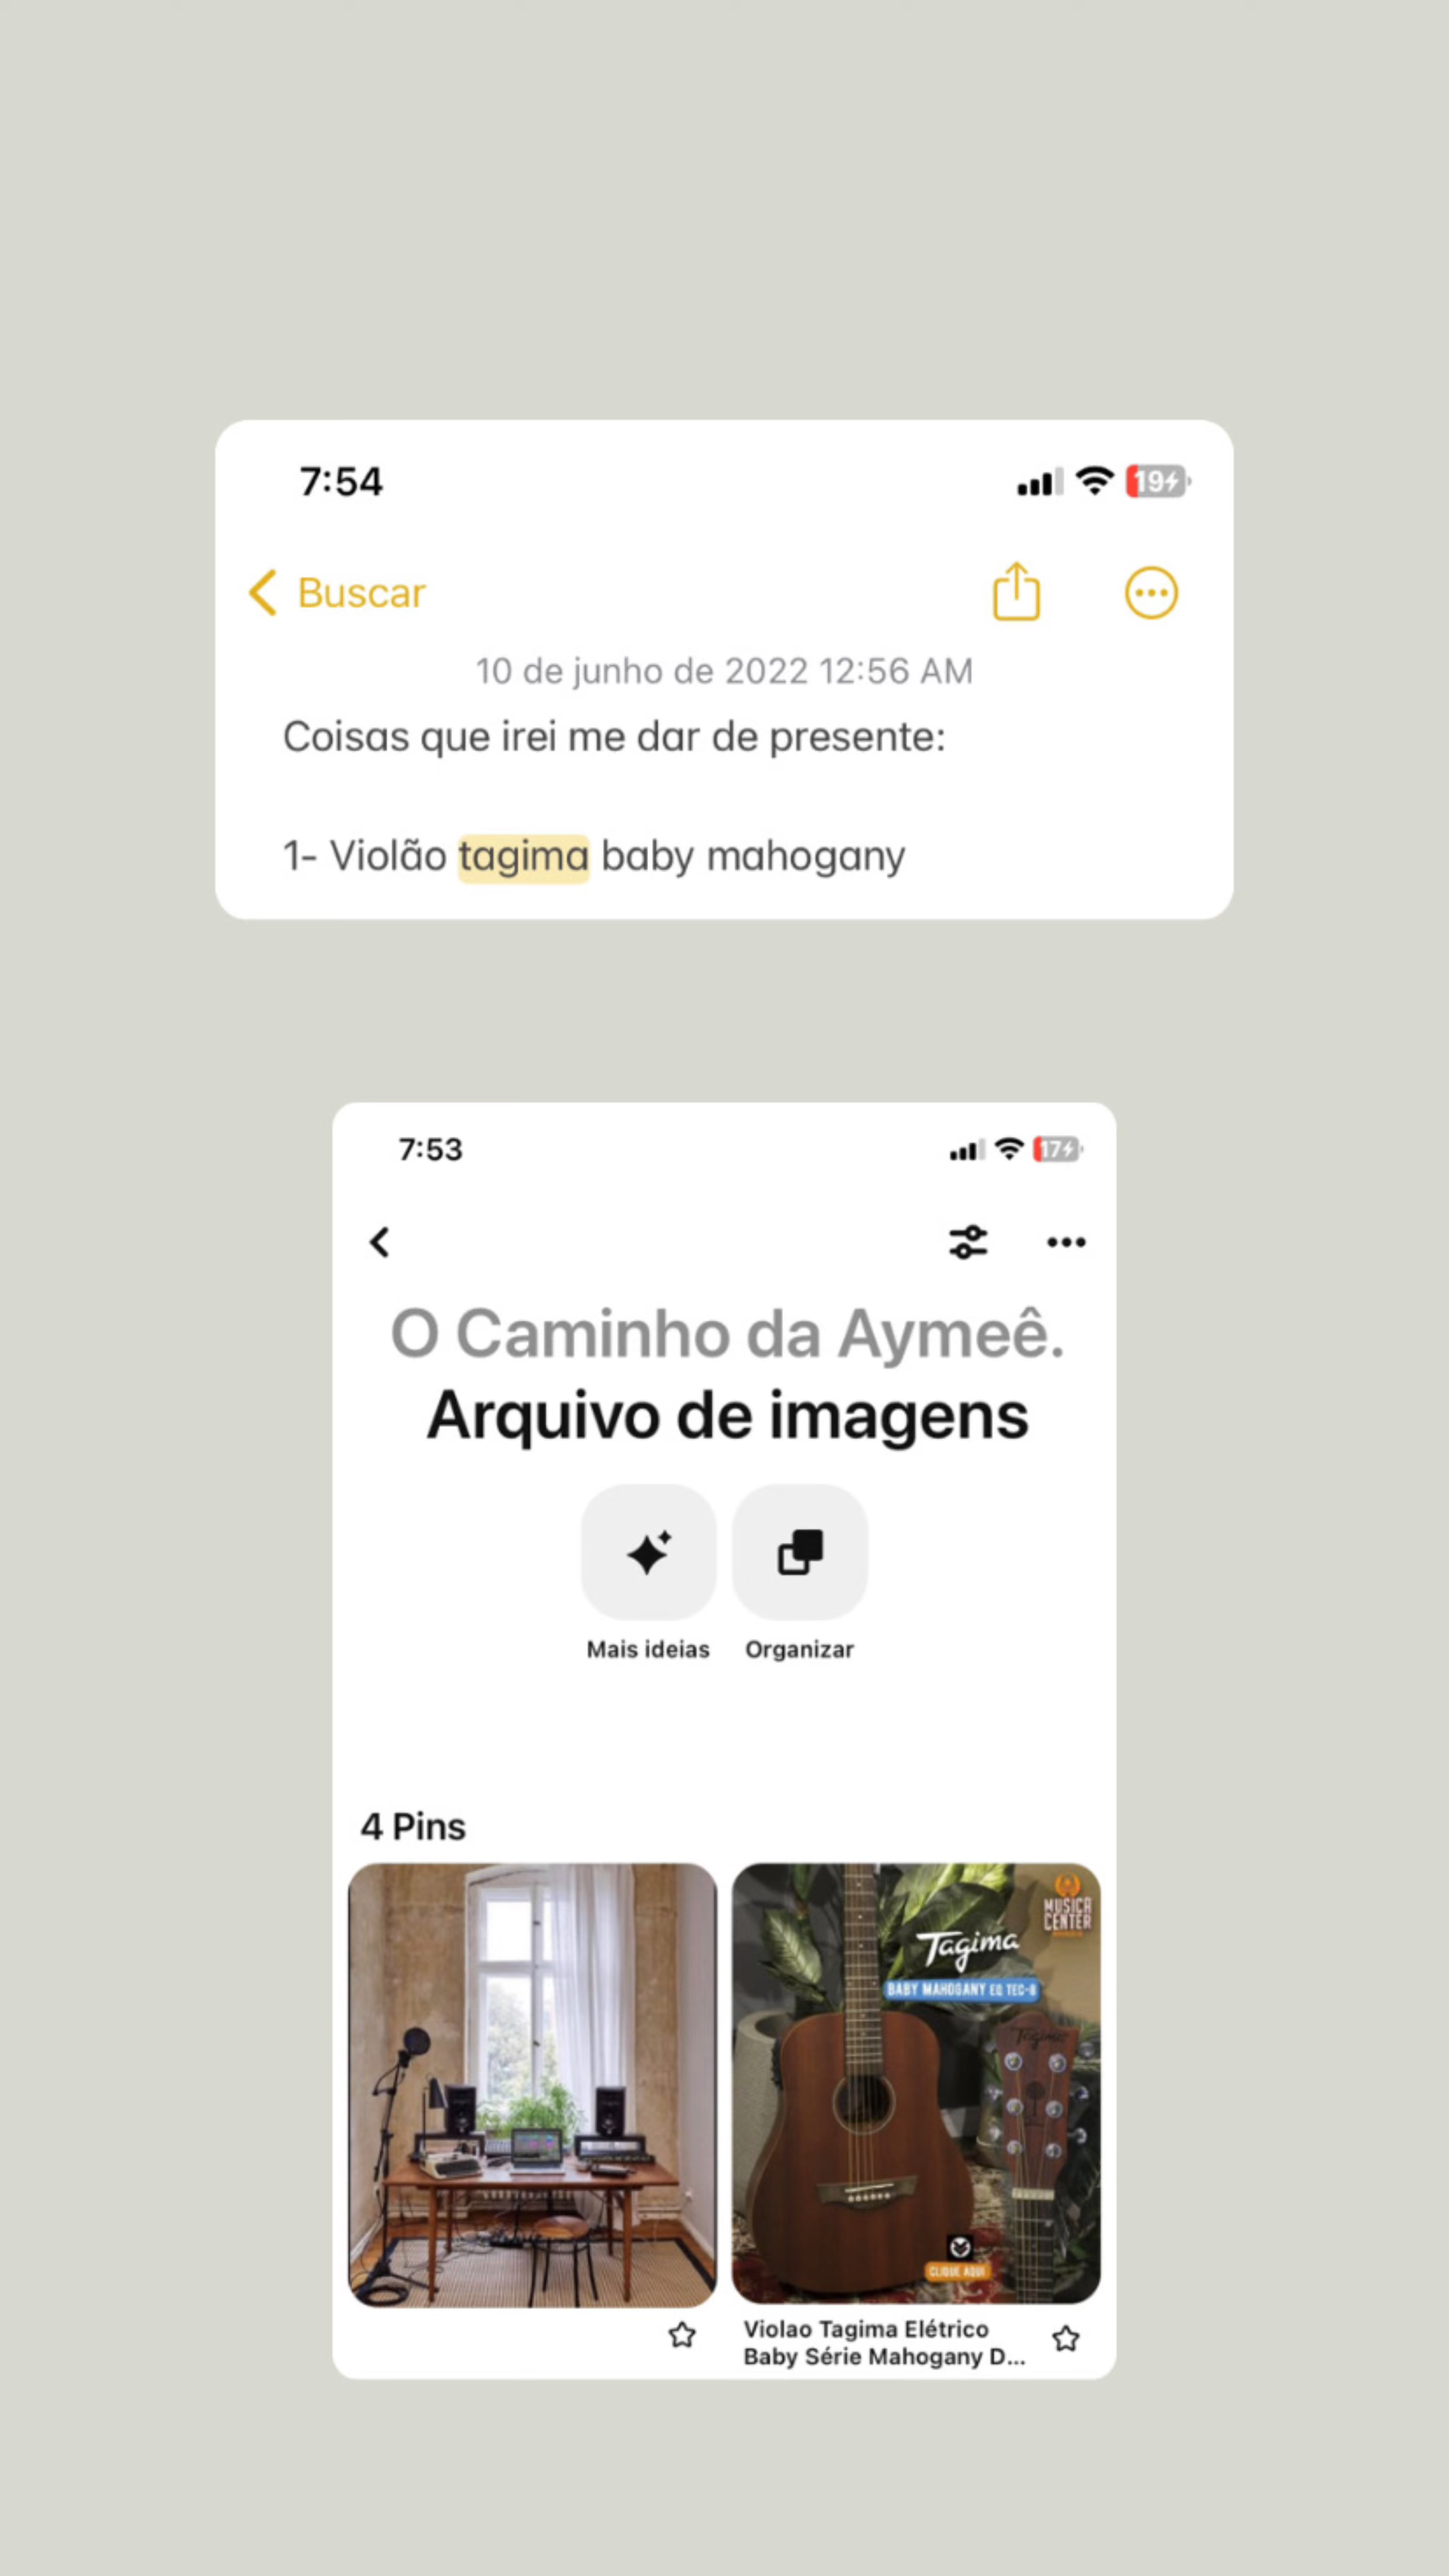 7:54
19
Buscar
10 de junho de 2022 12:56 AM
Coisas que irei me dar de presente:
1- Violão tagima baby mahogany
7:53
17
O Caminho da Aymeê.
Arquivo de imagens
Mais ideias
Organizar
4 Pins
MUSICA
CENTER
Tagima
BABY MAHOGANY EQ TEC-8
Tagima
CLIQUE AQUI
Violao Tagima Elétrico
Baby Série Mahogany D...